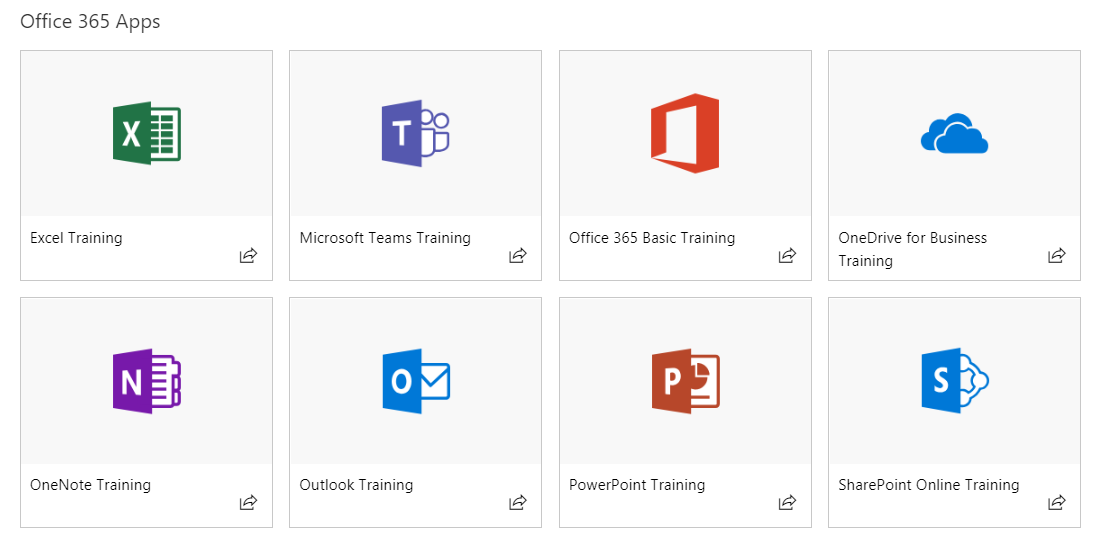 Office 365 Apps
X
T
Excel Training
Microsoft Teams Training
Office 365 Basic Training
OneDrive for Business
Training
N
O
P
S
OneNote Training
Outlook Training
PowerPoint Training
SharePoint Online Training